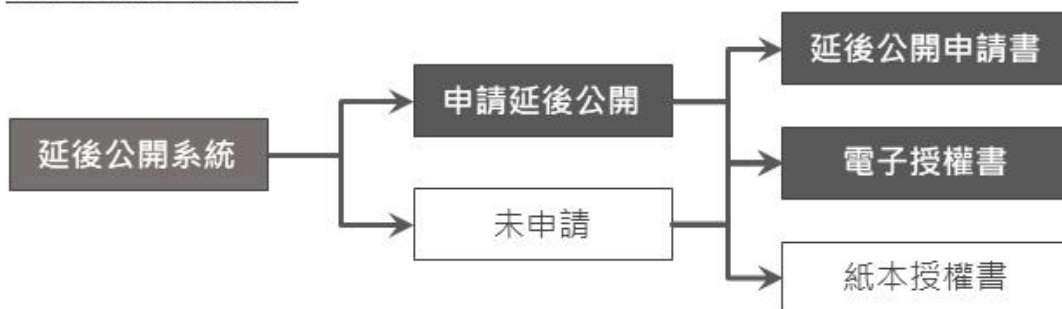 延後公開系統
申請延後公開
未申請
延後公開申請書
電子授權書
紙本授權書